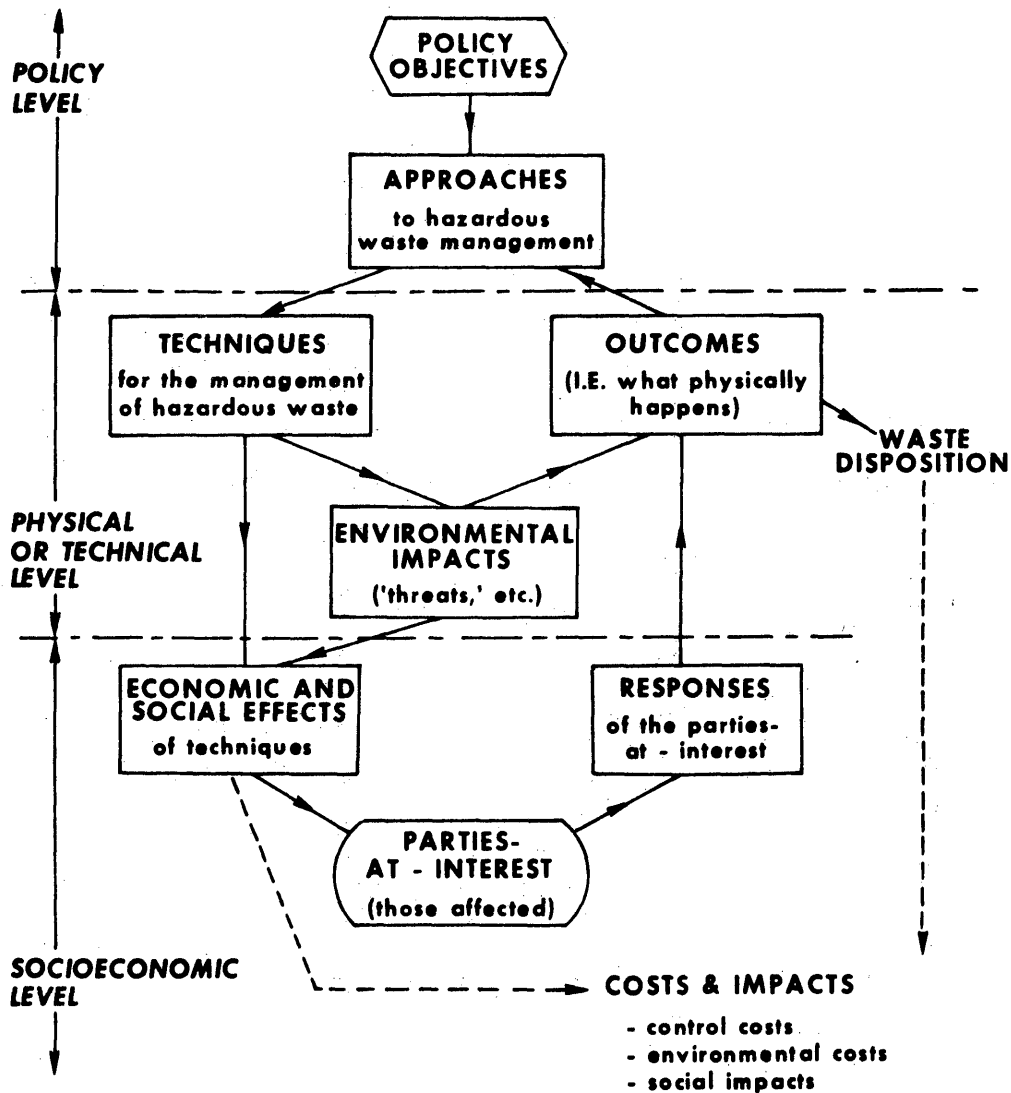 POLICY
OBJECTIVES
POLICY
LEVEL
APPROACHES
to hazardous
waste management
TECHNIQUES
for the management
of hazardous waste
OUTCOMES
(I.E. what physically
happens)
WASTE
DISPOSITION
PHYSICAL
OR TECHNICAL
LEVEL
ENVIRONMENTAL
IMPACTS
('threats,' etc.)
ECONOMIC AND
SOCIAL EFFECTS
of techniques
RESPONSES
of the parties-
at - interest
PARTIES-
AT - INTEREST
(those affected)
SOCIOECONOMIC
LEVEL
COSTS & IMPACTS
- control costs
- environmental costs
- social impacts